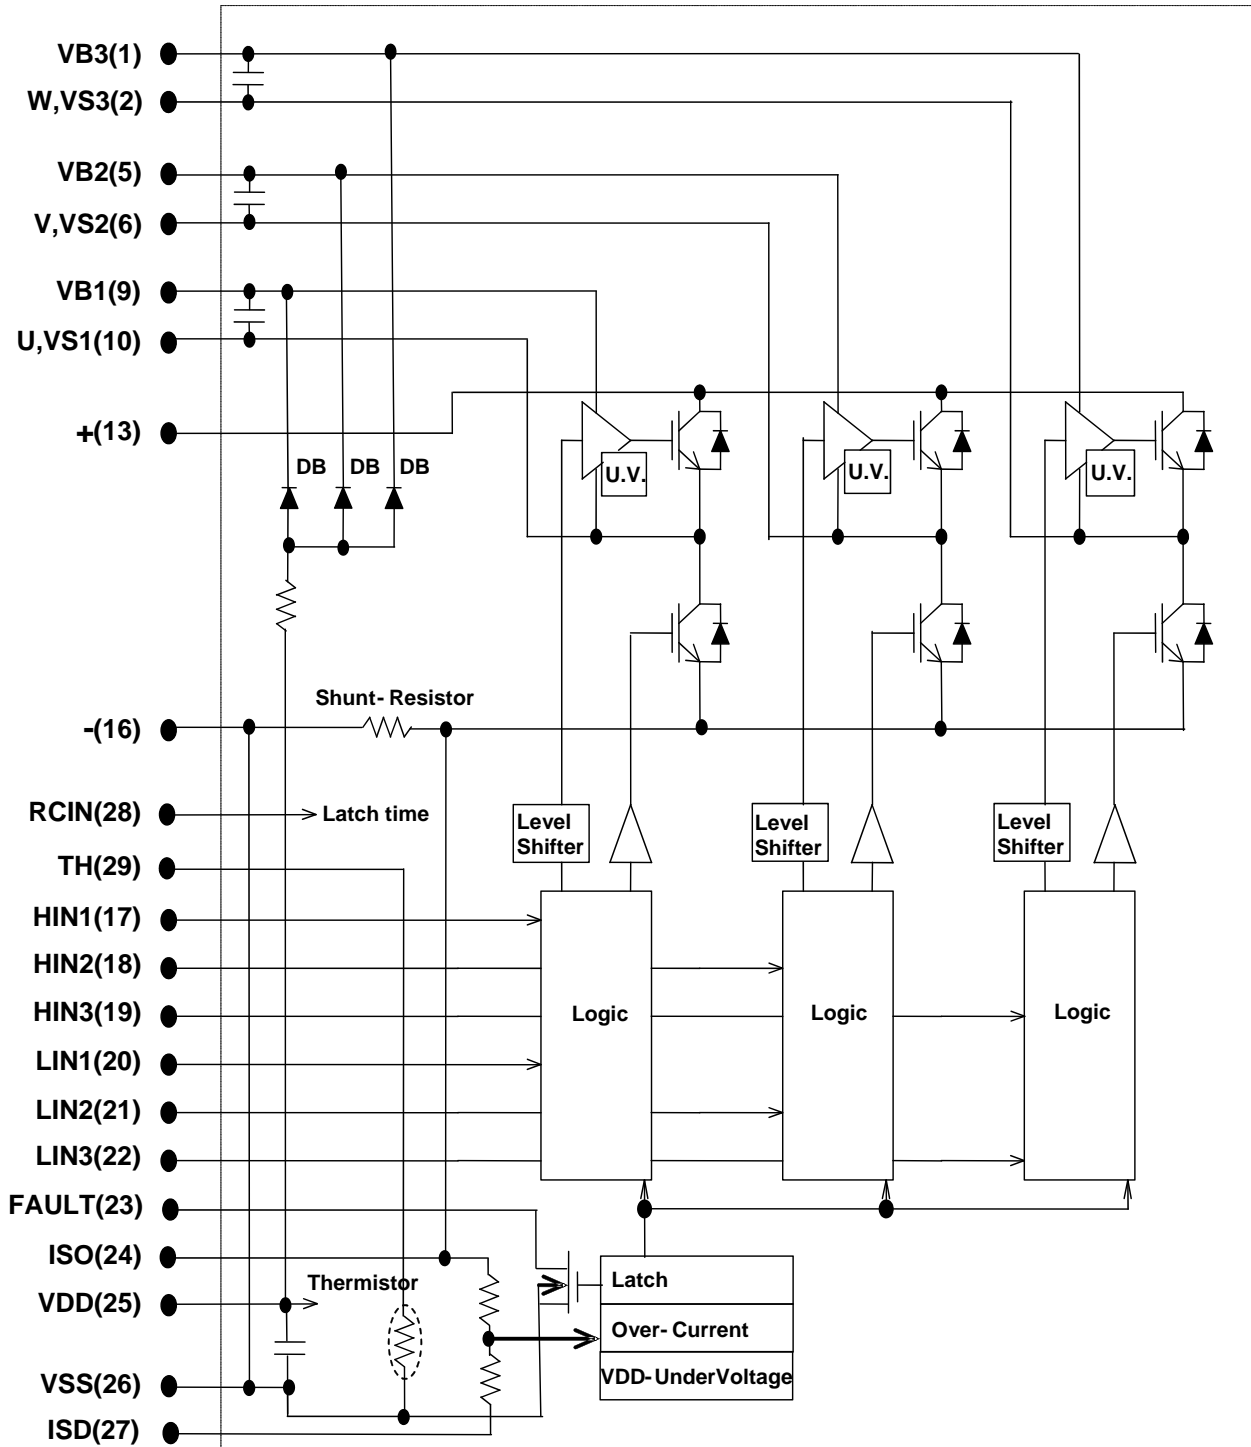 VB3(1)
W,VS3(2)
VB2(5)
V,VS2(6)
VB1(9)
U,VS1(10)
+(13)
DB DB DB
U.V. U.V. U.V.
Shunt- Resistor
-(16)
RCIN(28)
Latch time
Level
Shifter
Level
Shifter
Level
Shifter
TH(29)
HIN1(17)
HIN2(18)
HIN3(19)
Logic Logic Logic
LIN1(20)
LIN2(21)
LIN3(22)
FAULT(23)
ISO(24)
Thermistor
Latch
VDD(25)
Over- Current
VDD- UnderVoltage
VSS(26)
ISD(27)